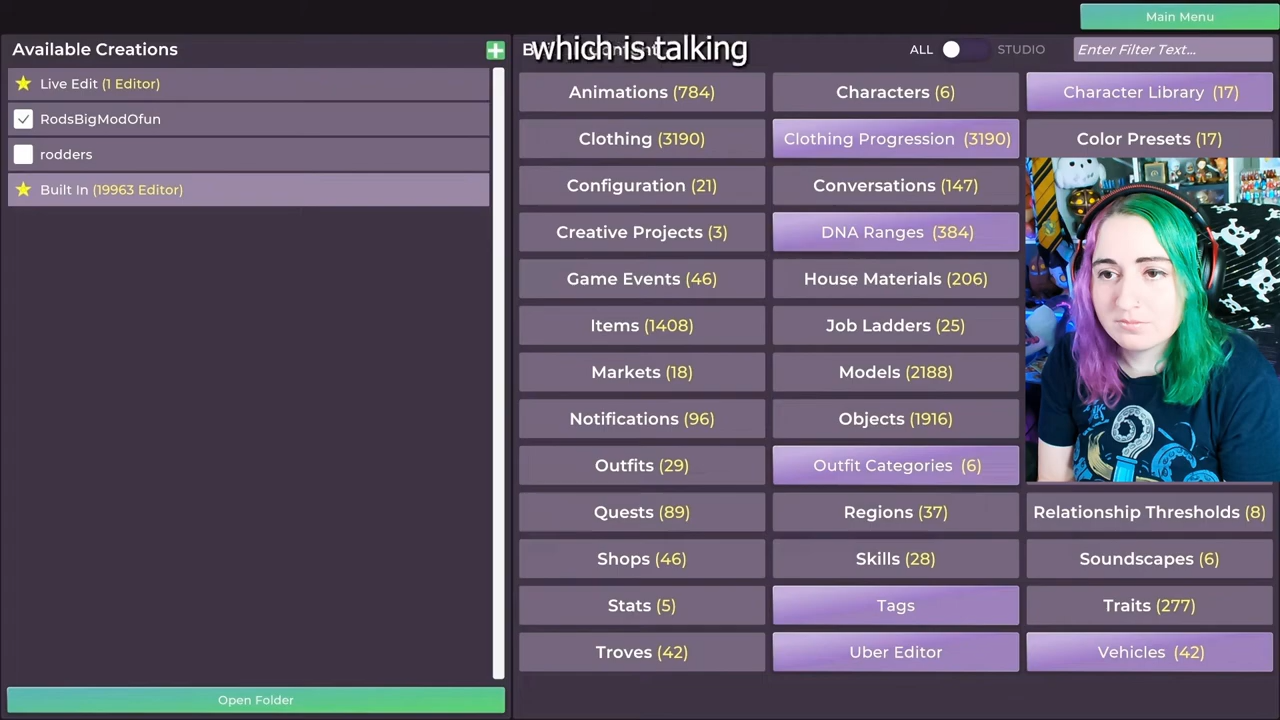 Main Menu
Available Creations
which is talking
ALL
STUDIO
Enter Filter Text...
Live Edit (1 Editor)
RodsBigModOfun
rodders
Built In (19963 Editor)
Animations (784)
Characters (6)
Character Library (17)
Clothing (3190)
Clothing Progression (3190)
Color Presets (17)
Configuration (21)
Conversations (147)
Creative Projects (3)
DNA Ranges (384)
Game Events (46)
House Materials (206)
Items (1408)
Job Ladders (25)
Markets (18)
Models (2188)
Notifications (96)
Objects (1916)
Outfits (29)
Outfit Categories (6)
Quests (89)
Regions (37)
Relationship Thresholds (8)
Shops (46)
Skills (28)
Soundscapes (6)
Stats (5)
Tags
Traits (277)
Troves (42)
Uber Editor
Vehicles (42)
Open Folder